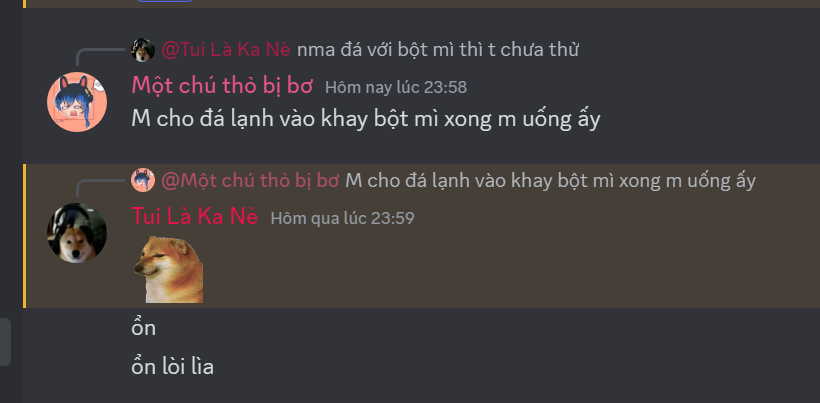 @Tui Là Ka Nè nma đá với bột mì thì t chưa thử
Một chú thỏ bị bơ Hôm nay lúc 23:58
M cho đá lạnh vào khay bột mì xong m uống ấy
@Một chú thỏ bị bơ M cho đá lạnh vào khay bột mì xong m uống ấy
Tui Là Ka Nè Hôm qua lúc 23:59
ổn
ổn lòi lìa